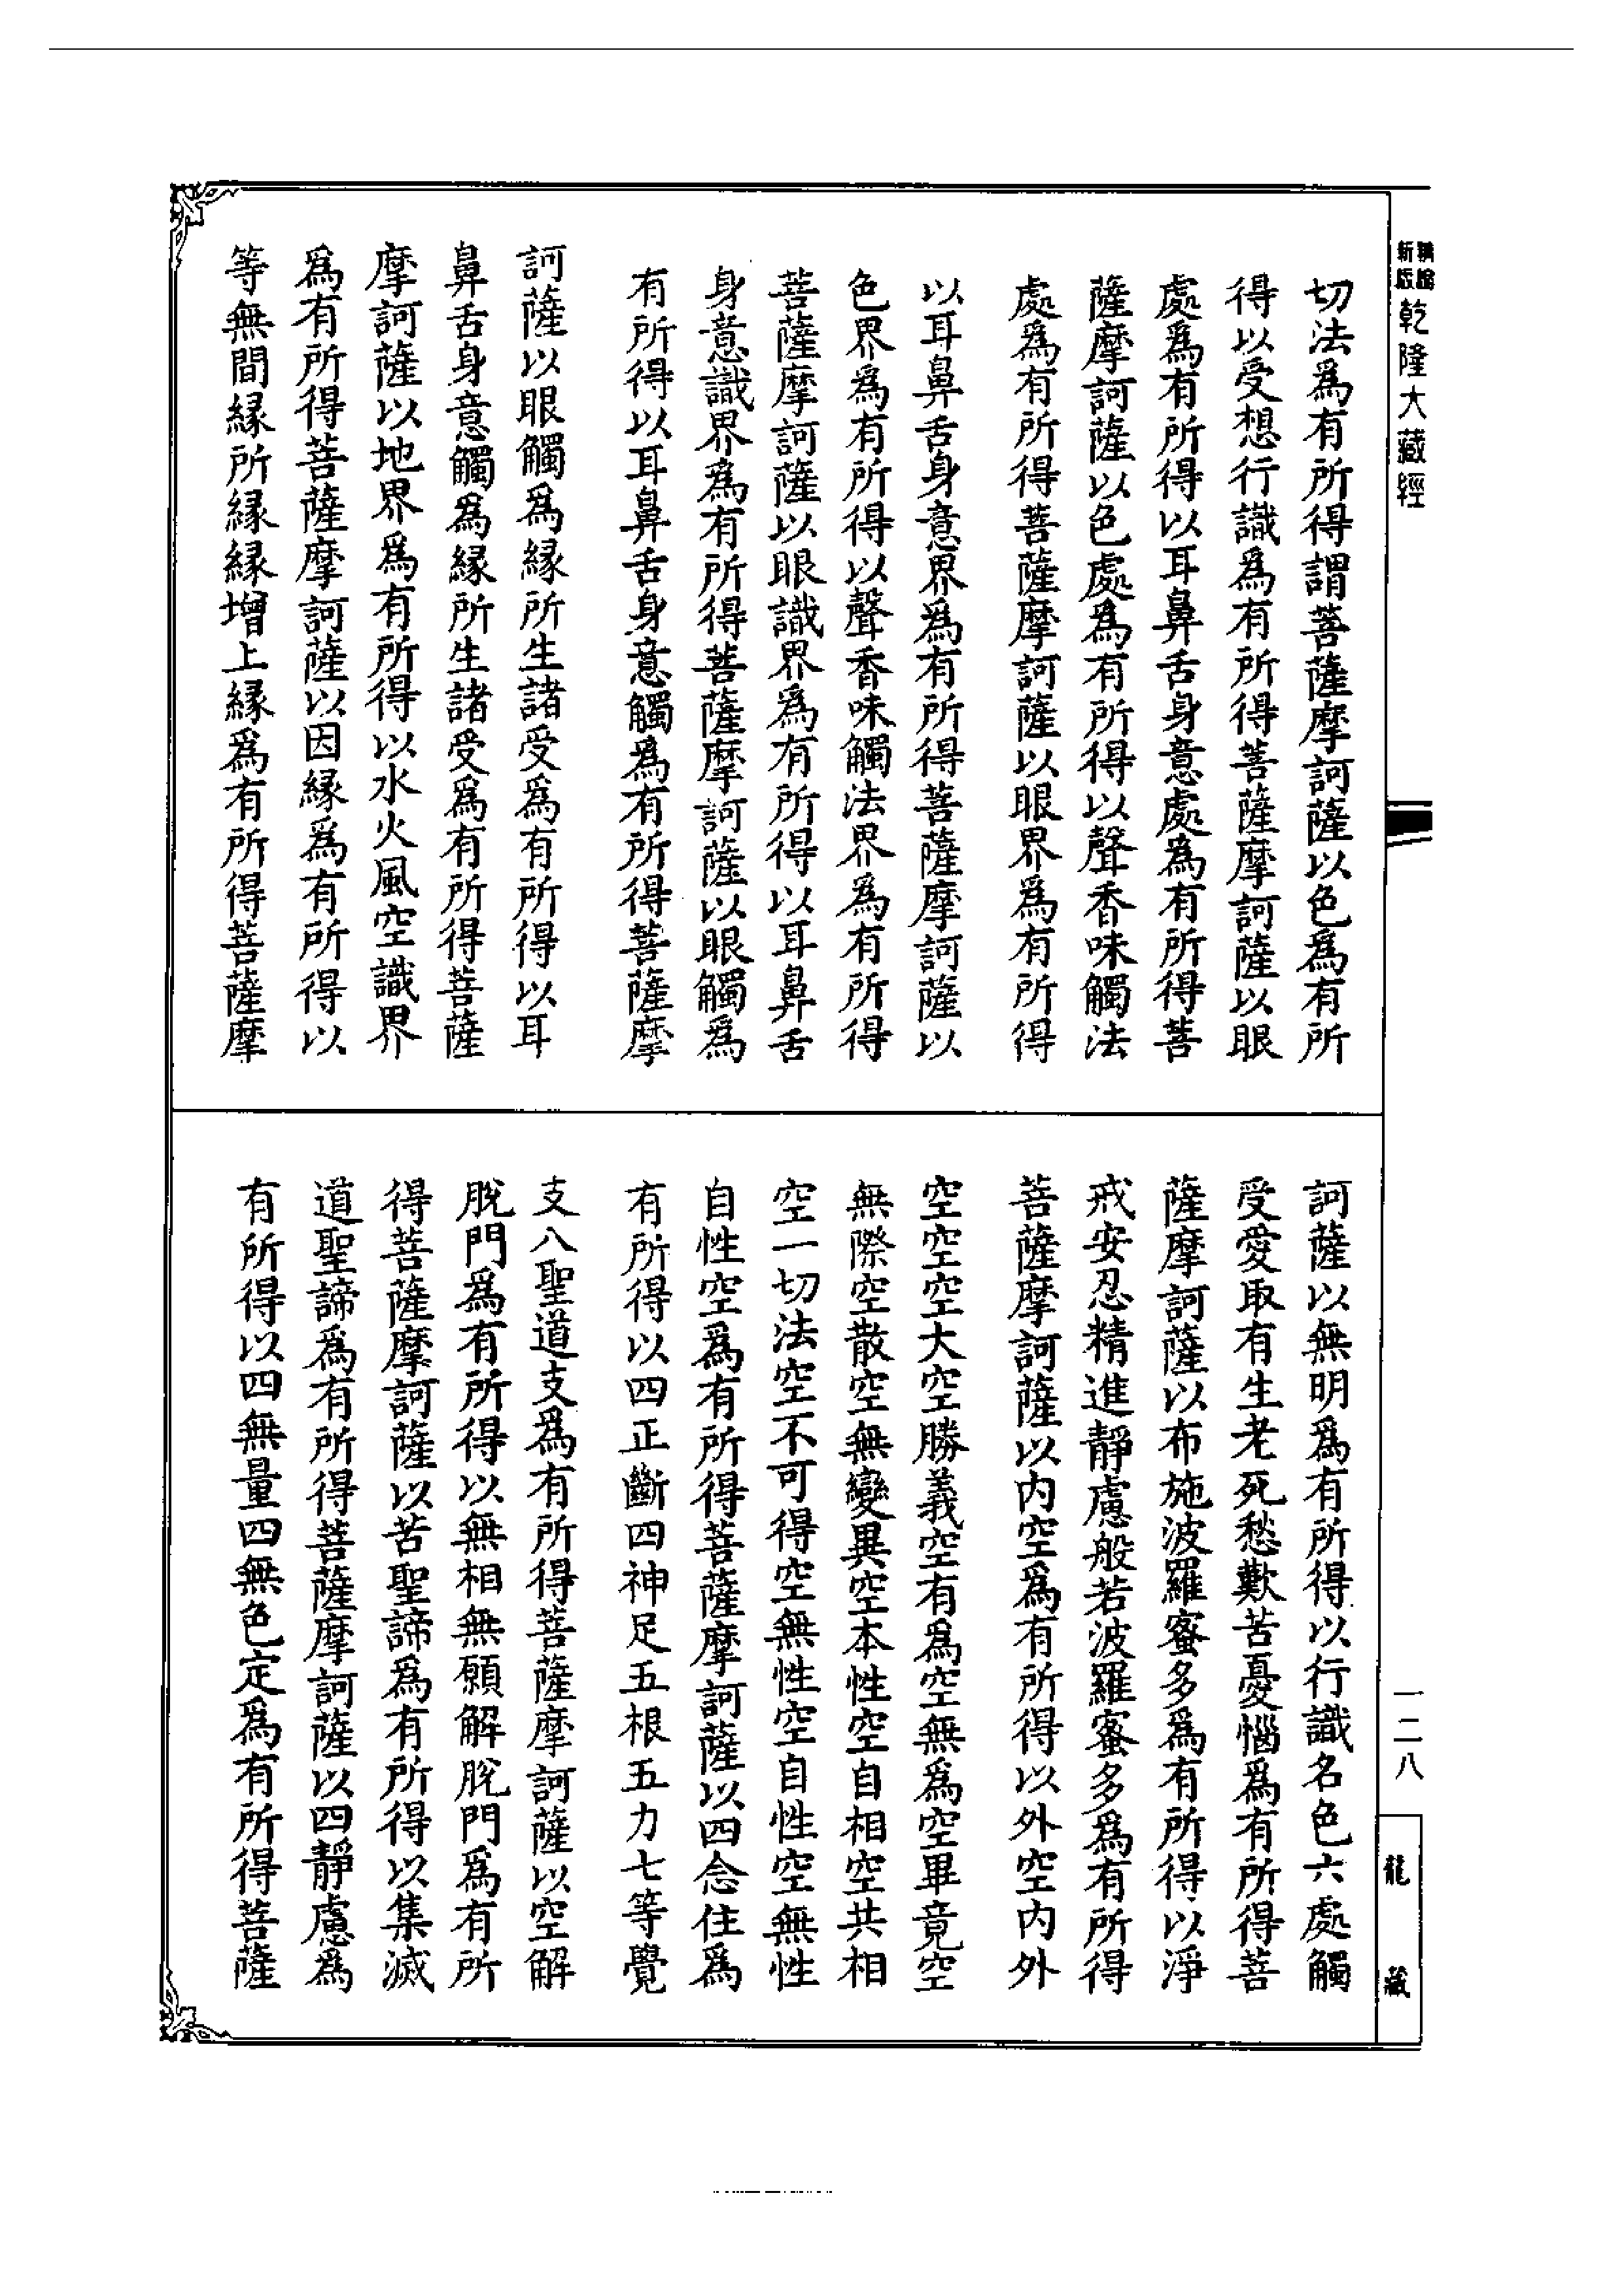 新版
精縮
乾隆大藏經
切法爲有所得謂菩薩摩訶薩以色爲有所
得以受想行識爲有所得菩薩摩訶薩以眼
處爲有所得以耳鼻舌身意處爲有所得菩
薩摩訶薩以色處爲有所得以聲香味觸法
處爲有所得菩薩摩訶薩以眼界爲有所得
以耳鼻舌身意界爲有所得菩薩摩訶薩以
色界爲有所得以聲香味觸法界爲有所得
菩薩摩訶薩以眼識界爲有所得以耳鼻舌
身意識界爲有所得菩薩摩訶薩以眼觸爲
有所得以耳鼻舌身意觸爲有所得菩薩摩
訶薩以眼觸爲緣所生諸受爲有所得以耳
鼻舌身意觸爲緣所生諸受爲有所得菩薩
摩訶薩以地界爲有所得以水火風空識界
爲有所得菩薩摩訶薩以因緣爲有所得以
等無間緣所緣緣增上緣爲有所得菩薩摩
訶薩以無明爲有所得以行識名色六處觸
受愛取有生老死愁歎苦憂惱爲有所得菩
薩摩訶薩以布施波羅蜜多爲有所得以淨
戒安忍精進靜慮般若波羅蜜多爲有所得
菩薩摩訶薩以内空爲有所得以外空内外
空空空大空勝義空有爲空無爲空畢竟空
無際空散空無變異空本性空自相空共相
空一切法空不可得空無性空自性空無性
自性空爲有所得菩薩摩訶薩以四念住爲
有所得以四正斷四神足五根五力七等覺
支八聖道支爲有所得菩薩摩訶薩以空解
脫門爲有所得以無相無願解脫門爲有所
得菩薩摩訶薩以苦聖諦爲有所得以集滅
道聖諦爲有所得菩薩摩訶薩以四靜慮爲
有所得以四無量四無色定爲有所得菩薩
一二八
龍藏